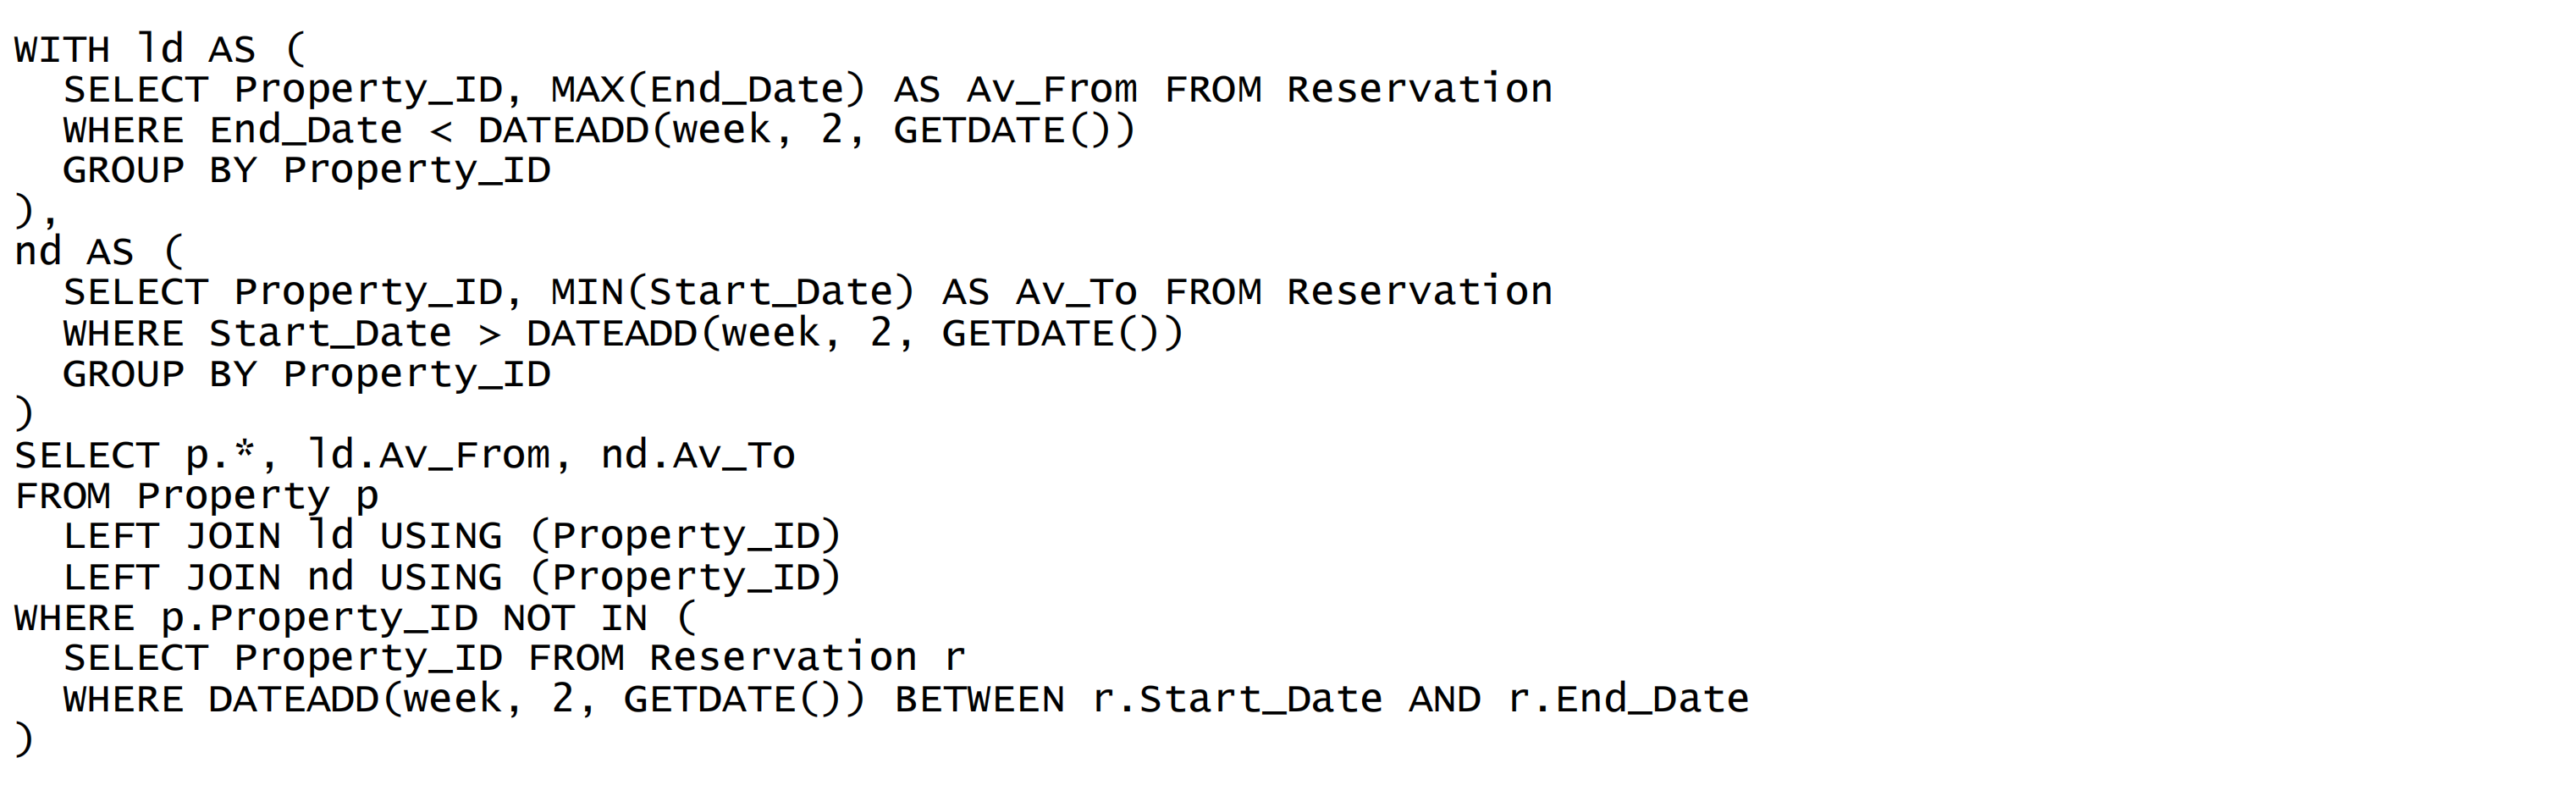 WITH ld AS (
  SELECT Property_ID, MAX(End_Date) AS Av_From FROM Reservation
  WHERE End_Date < DATEADD(week, 2, GETDATE())
  GROUP BY Property_ID
),
nd AS (
  SELECT Property_ID, MIN(Start_Date) AS Av_To FROM Reservation
  WHERE Start_Date > DATEADD(week, 2, GETDATE())
  GROUP BY Property_ID
)
SELECT p.*, ld.Av_From, nd.Av_To
FROM Property p
  LEFT JOIN ld USING (Property_ID)
  LEFT JOIN nd USING (Property_ID)
WHERE p.Property_ID NOT IN (
  SELECT Property_ID FROM Reservation r
  WHERE DATEADD(week, 2, GETDATE()) BETWEEN r.Start_Date AND r.End_Date
)